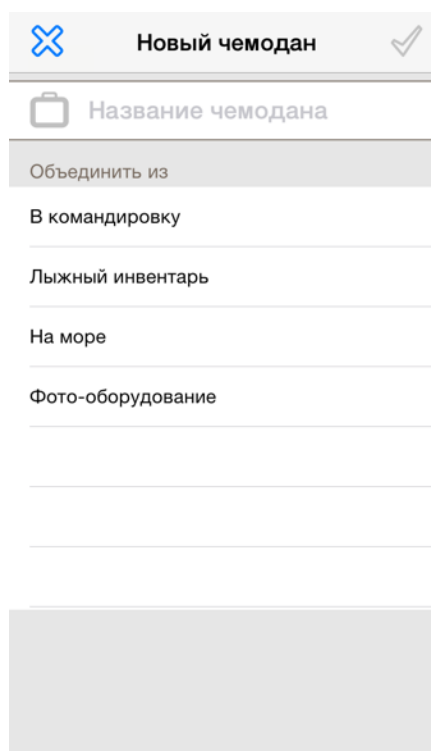 Новый чемодан
Название чемодана
Объединить из
В командировку
Лыжный инвентарь
На море
Фото-оборудование